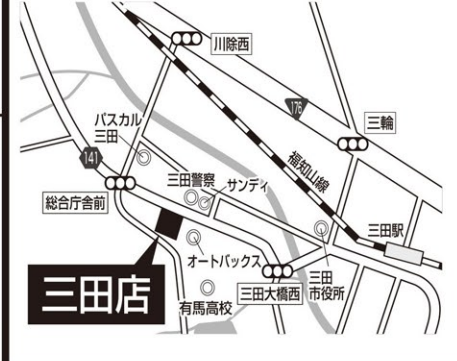 川除西
176
三輪
パスカル
三田
福知山線
141
三田警察
サンディ
総合庁舎前
三田駅
オートバックス
三田店
三田大橋西
三田
市役所
有馬高校